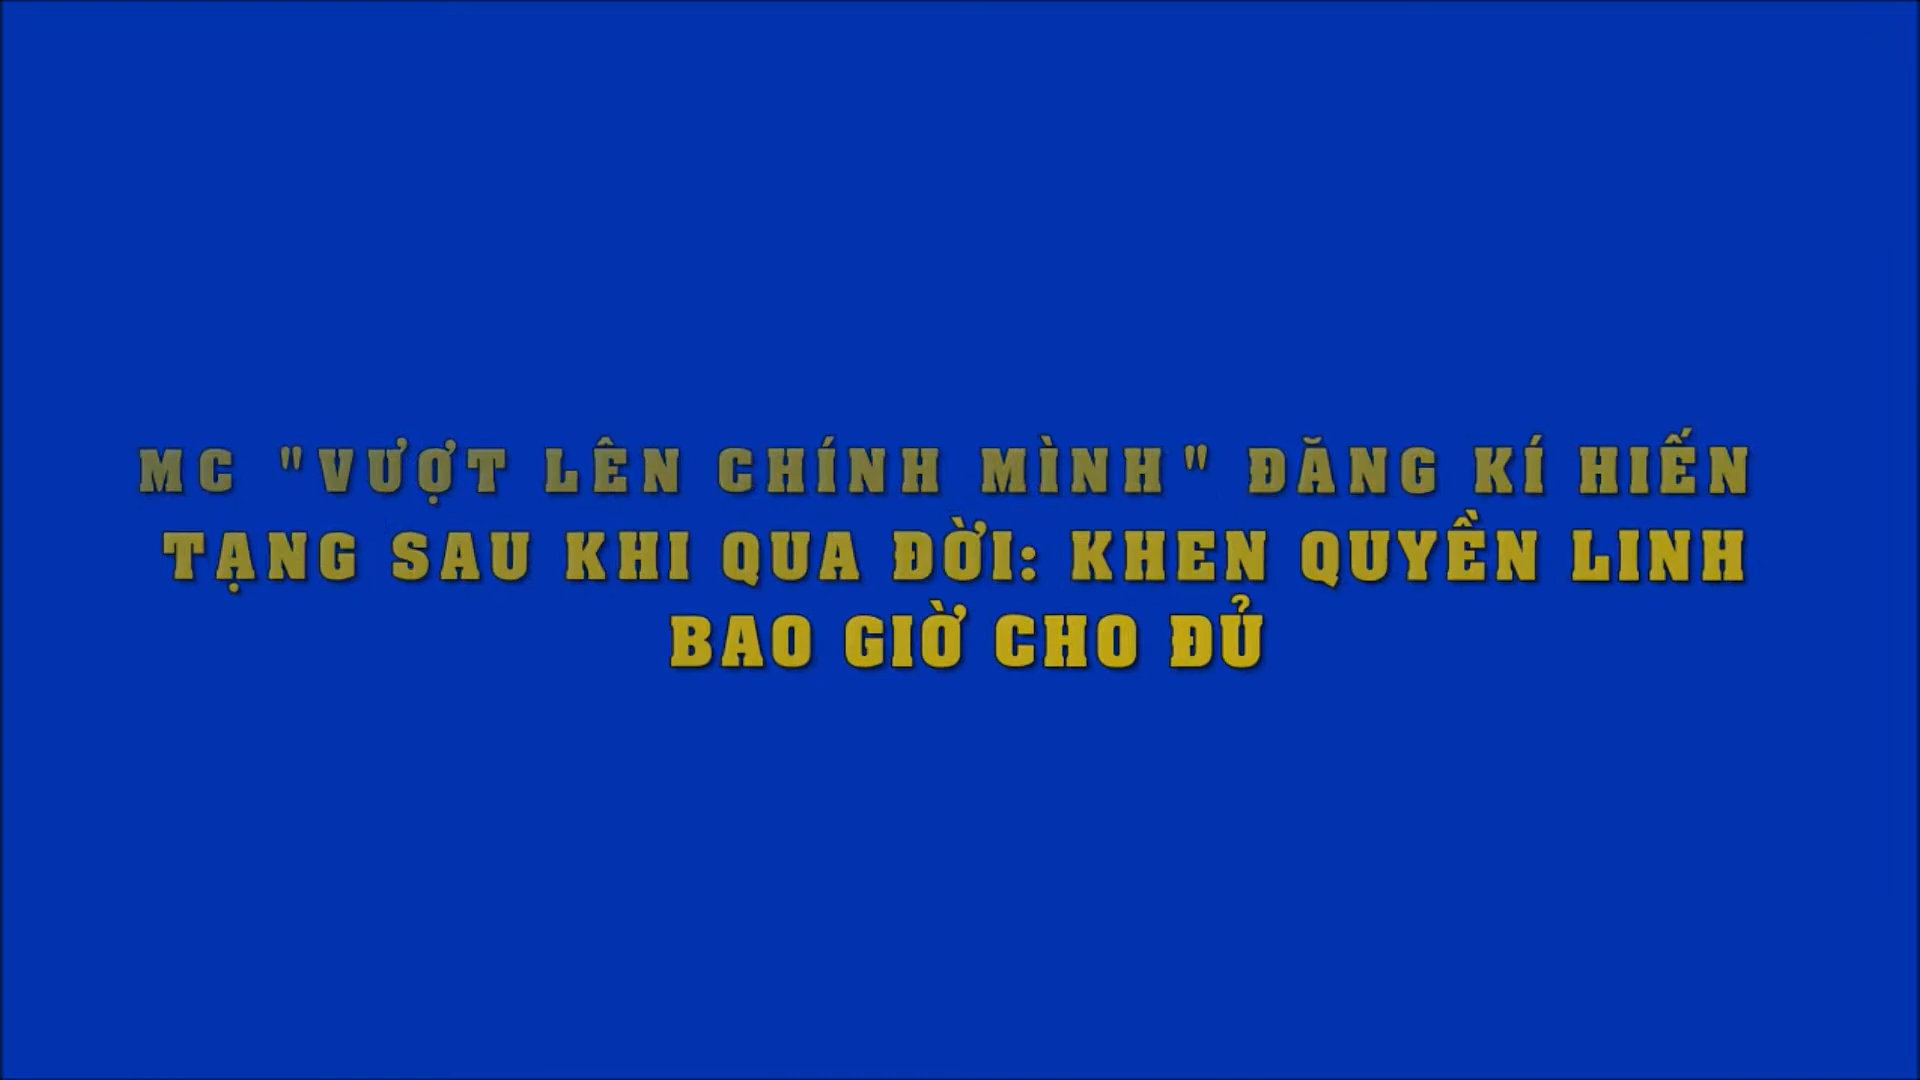 MC "VƯỢT LÊN CHÍNH MÌNH" ĐĂNG KÍ HIẾN
TẠNG SAU KHI QUA ĐỜI: KHEN QUYỀN LINH
BAO GIỜ CHO ĐỦ